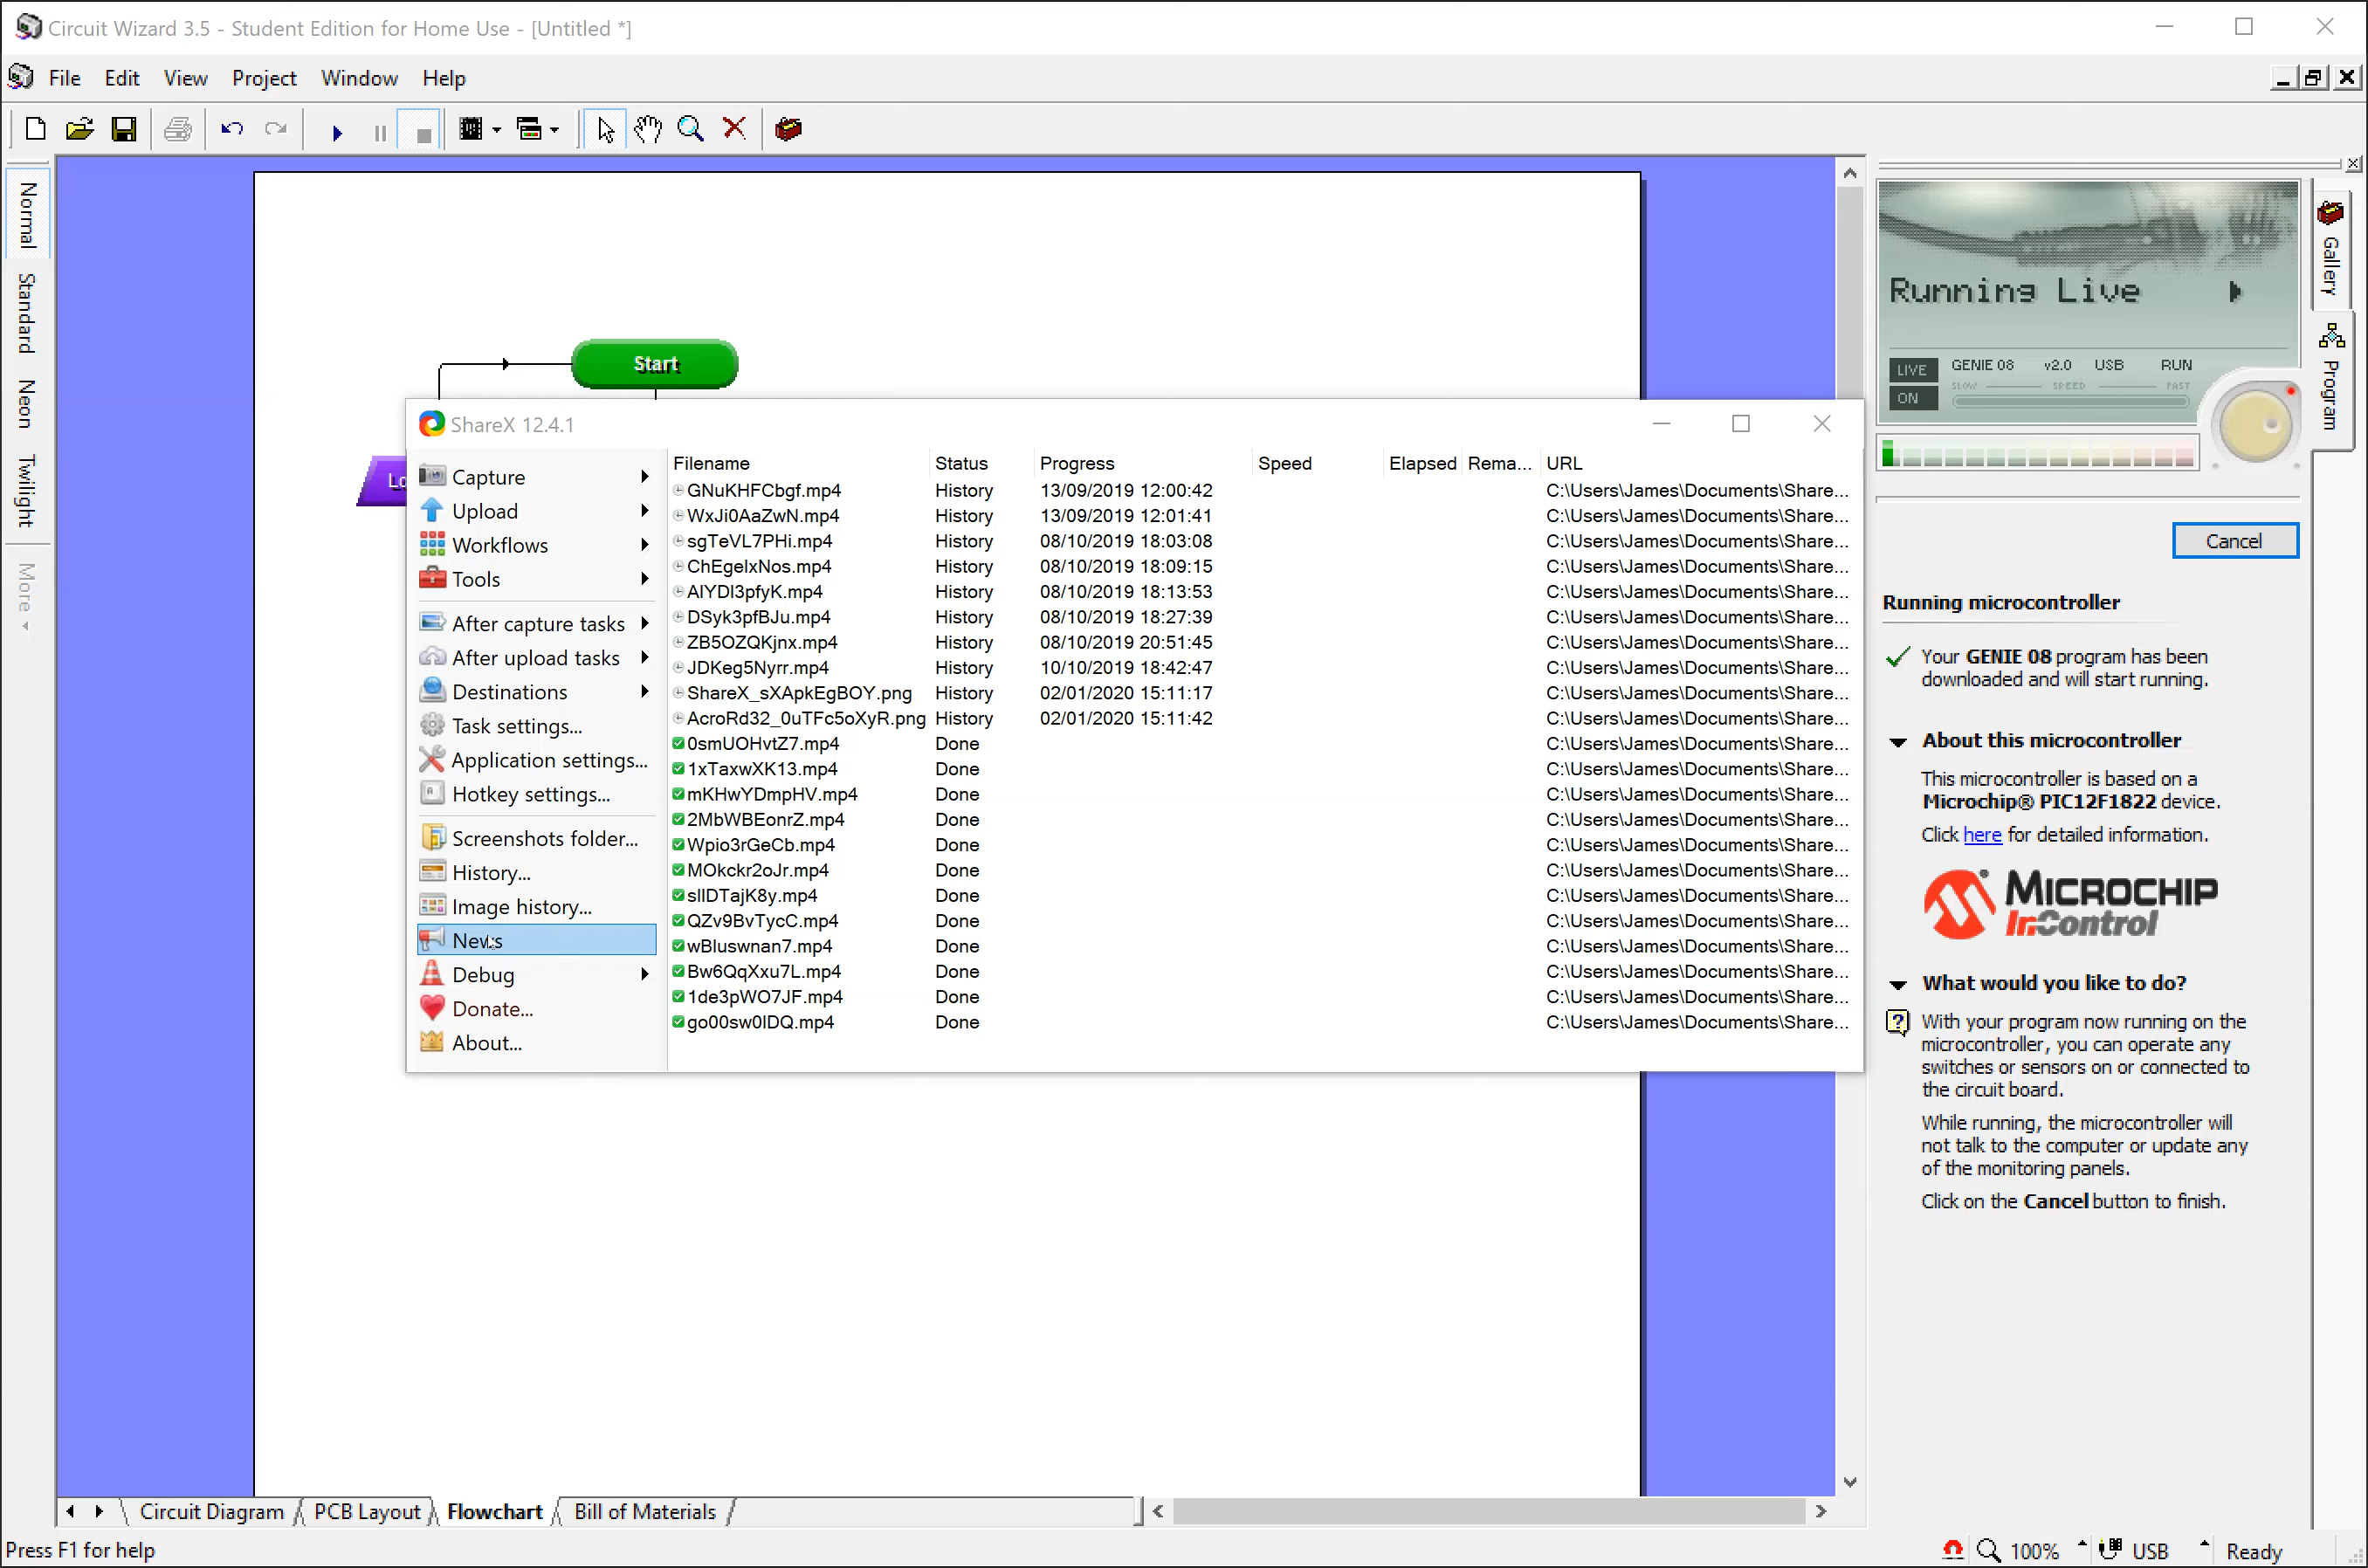 Circuit Wizard 3.5 - Student Edition for Home Use - [Untitled *]
File Edit View Project Window Help
Normal
Standard
Neon
Twilight
More
Start
Running Live
LIVE GENIE 08 v2.0 USB RUN
SLOW SPEED FAST
ON
Gallery
Program
ShareX 12.4.1
Capture
Upload
Workflows
Tools
After capture tasks
After upload tasks
Destinations
Task settings...
Application settings...
Hotkey settings...
Screenshots folder...
History...
Image history...
News
Debug
Donate...
About...
Filename Status Progress Speed Elapsed Rema... URL
GNuKHFCbgf.mp4 History 13/09/2019 12:00:42 C:\Users\James\Documents\Share...
WxJi0AaZwN.mp4 History 13/09/2019 12:01:41 C:\Users\James\Documents\Share...
sgTeVL7PHi.mp4 History 08/10/2019 18:03:08 C:\Users\James\Documents\Share...
ChEgelxNos.mp4 History 08/10/2019 18:09:15 C:\Users\James\Documents\Share...
AIYDI3pfyK.mp4 History 08/10/2019 18:13:53 C:\Users\James\Documents\Share...
DSyk3pfBJu.mp4 History 08/10/2019 18:27:39 C:\Users\James\Documents\Share...
ZB5OZQKjnx.mp4 History 08/10/2019 20:51:45 C:\Users\James\Documents\Share...
JDKeg5Nyrr.mp4 History 10/10/2019 18:42:47 C:\Users\James\Documents\Share...
ShareX_sXApkEgBOY.png History 02/01/2020 15:11:17 C:\Users\James\Documents\Share...
AcroRd32_0uTFc5oXyR.png History 02/01/2020 15:11:42 C:\Users\James\Documents\Share...
0smUOHvtZ7.mp4 Done C:\Users\James\Documents\Share...
1xTaxwXK13.mp4 Done C:\Users\James\Documents\Share...
mKHwYDmpHV.mp4 Done C:\Users\James\Documents\Share...
2MbWBEonrZ.mp4 Done C:\Users\James\Documents\Share...
Wpio3rGeCb.mp4 Done C:\Users\James\Documents\Share...
MOkckr2oJr.mp4 Done C:\Users\James\Documents\Share...
sllDTajK8y.mp4 Done C:\Users\James\Documents\Share...
QZv9BvTycC.mp4 Done C:\Users\James\Documents\Share...
wBluswnan7.mp4 Done C:\Users\James\Documents\Share...
Bw6QqXxu7L.mp4 Done C:\Users\James\Documents\Share...
1de3pWO7JF.mp4 Done C:\Users\James\Documents\Share...
go00sw0IDQ.mp4 Done C:\Users\James\Documents\Share...
Cancel
Running microcontroller
Your GENIE 08 program has been
downloaded and will start running.
About this microcontroller
This microcontroller is based on a
Microchip® PIC12F1822 device.
Click here for detailed information.
MICROCHIP
In Control
What would you like to do?
With your program now running on the
microcontroller, you can operate any
switches or sensors on or connected to
the circuit board.
While running, the microcontroller will
not talk to the computer or update any
of the monitoring panels.
Click on the Cancel button to finish.
Circuit Diagram PCB Layout Flowchart Bill of Materials
Press F1 for help
100% USB Ready